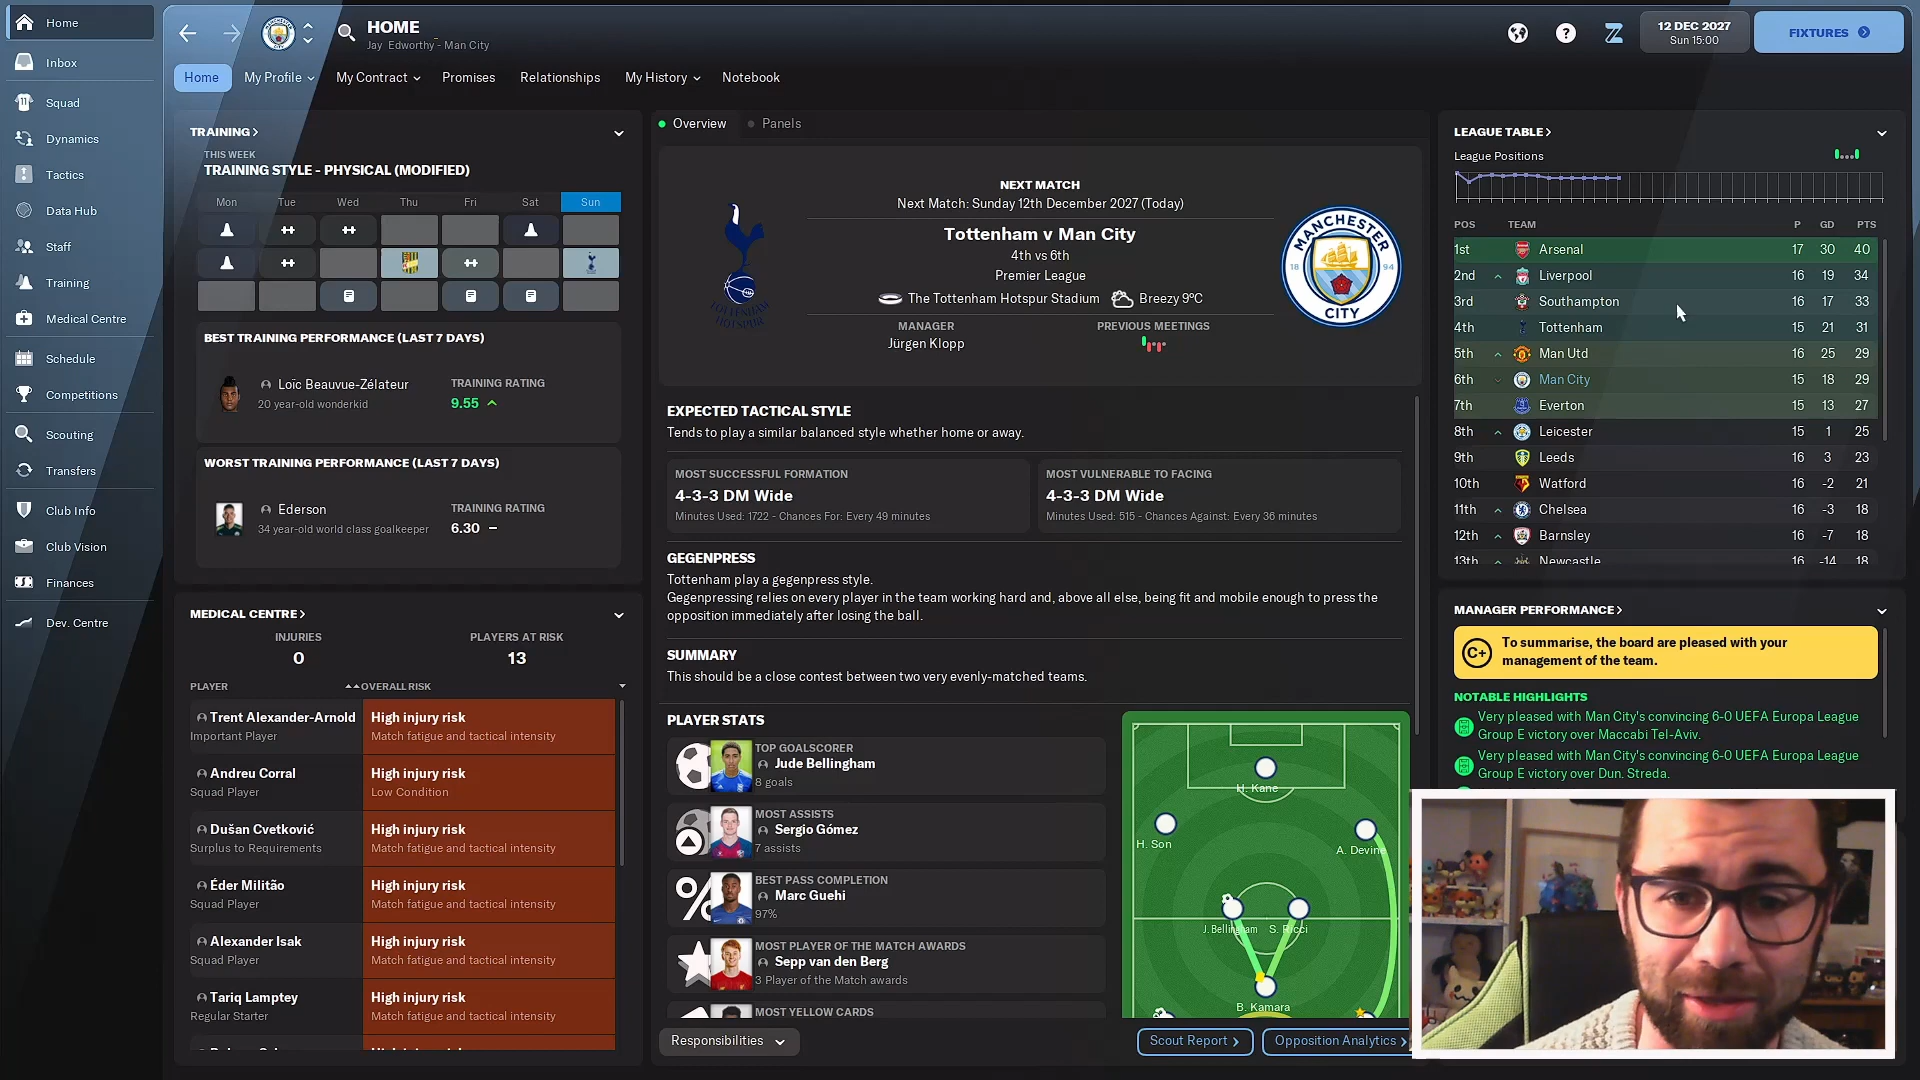 Home
Inbox
Squad
Dynamics
Tactics
Data Hub
Staff
Training
Medical Centre
Schedule
Competitions
Scouting
Transfers
Club Info
Club Vision
Finances
Dev. Centre
HOME
Jay Edworthy - Man City
12 DEC 2027
Sun 15:00
FIXTURES
Home
My Profile
My Contract
Promises
Relationships
My History
Notebook
TRAINING
THIS WEEK
TRAINING STYLE - PHYSICAL (MODIFIED)
Mon Tue Wed Thu Fri Sat Sun
BEST TRAINING PERFORMANCE (LAST 7 DAYS)
Loïc Beauvue-Zélateur
20 year-old wonderkid
TRAINING RATING
9.55
WORST TRAINING PERFORMANCE (LAST 7 DAYS)
Ederson
34 year-old world class goalkeeper
TRAINING RATING
6.30
MEDICAL CENTRE
INJURIES
0
PLAYERS AT RISK
13
PLAYER OVERALL RISK
Trent Alexander-Arnold High injury risk
Important Player Match fatigue and tactical intensity
Andreu Corral High injury risk
Squad Player Low Condition
Dušan Cvetković High injury risk
Surplus to Requirements Match fatigue and tactical intensity
Éder Militão High injury risk
Squad Player Match fatigue and tactical intensity
Alexander Isak High injury risk
Squad Player Match fatigue and tactical intensity
Tariq Lamptey High injury risk
Regular Starter Match fatigue and tactical intensity
Overview
Panels
NEXT MATCH
Next Match: Sunday 12th December 2027 (Today)
Tottenham v Man City
4th vs 6th
Premier League
The Tottenham Hotspur Stadium Breezy 9ºC
MANAGER
Jürgen Klopp
PREVIOUS MEETINGS
TOTTENHAM
HOTSPUR
MANCHESTER
18 94
CITY
EXPECTED TACTICAL STYLE
Tends to play a similar balanced style whether home or away.
MOST SUCCESSFUL FORMATION
4-3-3 DM Wide
Minutes Used: 1722 - Chances For: Every 49 minutes
MOST VULNERABLE TO FACING
4-3-3 DM Wide
Minutes Used: 515 - Chances Against: Every 36 minutes
GEGENPRESS
Tottenham play a gegenpress style.
Gegenpressing relies on every player in the team working hard and, above all else, being fit and mobile enough to press the
opposition immediately after losing the ball.
SUMMARY
This should be a close contest between two very evenly-matched teams.
PLAYER STATS
TOP GOALSCORER
Jude Bellingham
8 goals
MOST ASSISTS
Sergio Gómez
7 assists
BEST PASS COMPLETION
Marc Guehi
97%
MOST PLAYER OF THE MATCH AWARDS
Sepp van den Berg
3 Player of the Match awards
MOST YELLOW CARDS
H. Kane
H. Son
A. Devine
J. Bellingham
S. Ricci
B. Kamara
Responsibilities
Scout Report
Opposition Analytics
LEAGUE TABLE
League Positions
POS TEAM P GD PTS
1st Arsenal 17 30 40
2nd Liverpool 16 19 34
3rd Southampton 16 17 33
4th Tottenham 15 21 31
5th Man Utd 16 25 29
6th Man City 15 18 29
7th Everton 15 13 27
8th Leicester 15 1 25
9th Leeds 16 3 23
10th Watford 16 -2 21
11th Chelsea 16 -3 18
12th Barnsley 16 -7 18
13th Newcastle 16 -14 18
MANAGER PERFORMANCE
C+
To summarise, the board are pleased with your
management of the team.
NOTABLE HIGHLIGHTS
Very pleased with Man City's convincing 6-0 UEFA Europa League
Group E victory over Maccabi Tel-Aviv.
Very pleased with Man City's convincing 6-0 UEFA Europa League
Group E victory over Dun. Streda.